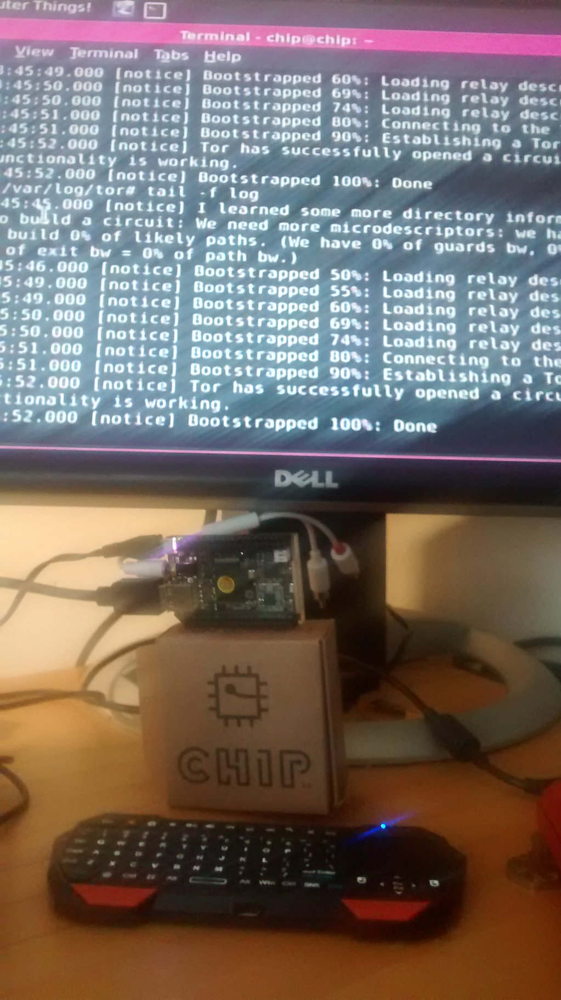 uter Things!
Terminal - chip@chip: ~
View Terminal Tabs Help
:45:49.000 [notice] Bootstrapped 60%: Loading relay descr
:45:50.000 [notice] Bootstrapped 69%: Loading relay descr
:45:50.000 [notice] Bootstrapped 74%: Loading relay desc
:45:51.000 [notice] Bootstrapped 80%: Connecting to the
:45:51.000 [notice] Bootstrapped 90%: Establishing a Tor
:45:52.000 [notice] Tor has successfully opened a circui
unctionality is working.
45:52.000 [notice] Bootstrapped 100%: Done
/var/log/tor# tail -f log
45:45.000 [notice] I learned some more directory inform
o build a circuit: We need more microdescriptors: we ha
build 0% of likely paths. (We have 0% of guards bw, 0%
of exit bw = 0% of path bw.)
45:46.000 [notice] Bootstrapped 50%: Loading relay des
5:49.000 [notice] Bootstrapped 55%: Loading relay des
5:49.000 [notice] Bootstrapped 60%: Loading relay des
5:50.000 [notice] Bootstrapped 69%: Loading relay des
5:50.000 [notice] Bootstrapped 74%: Loading relay des
5:51.000 [notice] Bootstrapped 80%: Connecting to the
5:51.000 [notice] Bootstrapped 90%: Establishing a To
:52.000 [notice] Tor has successfully opened a circu
tionality is working.
:52.000 [notice] Bootstrapped 100%: Done
DELL
CHIP